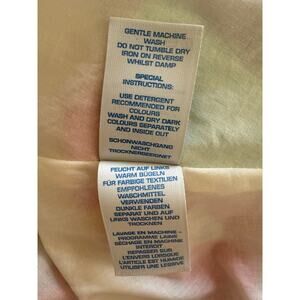 GENTLE MACHINE
WASH
DO NOT TUMBLE DRY
IRON ON REVERSE
WHILST DAMP
SPECIAL
INSTRUCTIONS:
USE DETERGENT
RECOMMENDED FOR
COLOURS
WASH AND DRY DARK
COLOURS SEPARATELY
AND INSIDE OUT
SCHONWASCHGANG
NICHT
TROCKNERGEEIGNET
FEUCHT AUF LINKS
WARM BÜGELN
FÜR FARBIGE TEXTILIEN
EMPFOHLENES
WASCHMITTEL
VERWENDEN
DUNKLE FARBEN
SEPARAT UND AUF
LINKS WASCHEN UND
TROCKNEN
LAVAGE EN MACHINE -
PROGRAMME LAINE
SÉCHAGE EN MACHINE
INTERDIT
REPASSER SUR
L'ENVERS LORSQUE
L'ARTICLE EST HUMIDE
UTILISER UNE LESSIVE